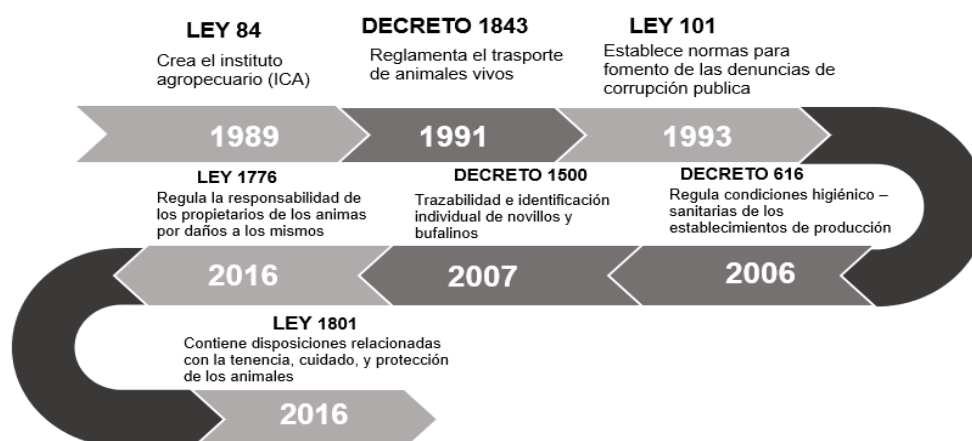 LEY 84
Crea el instituto
agropecuario (ICA)
DECRETO 1843
Reglamenta el trasporte
de animales vivos
LEY 101
Establece normas para
fomento de las denuncias de
corrupción publica
1989
1991
1993
LEY 1776
Regula la responsabilidad de
los propietarios de los animas
por daños a los mismos
DECRETO 1500
Trazabilidad e identificación
individual de novillos y
bufalinos
DECRETO 616
Regula condiciones higiénico –
sanitarias de los
establecimientos de producción
2016
2007
2006
LEY 1801
Contiene disposiciones relacionadas
con la tenencia, cuidado, y protección
de los animales
2016